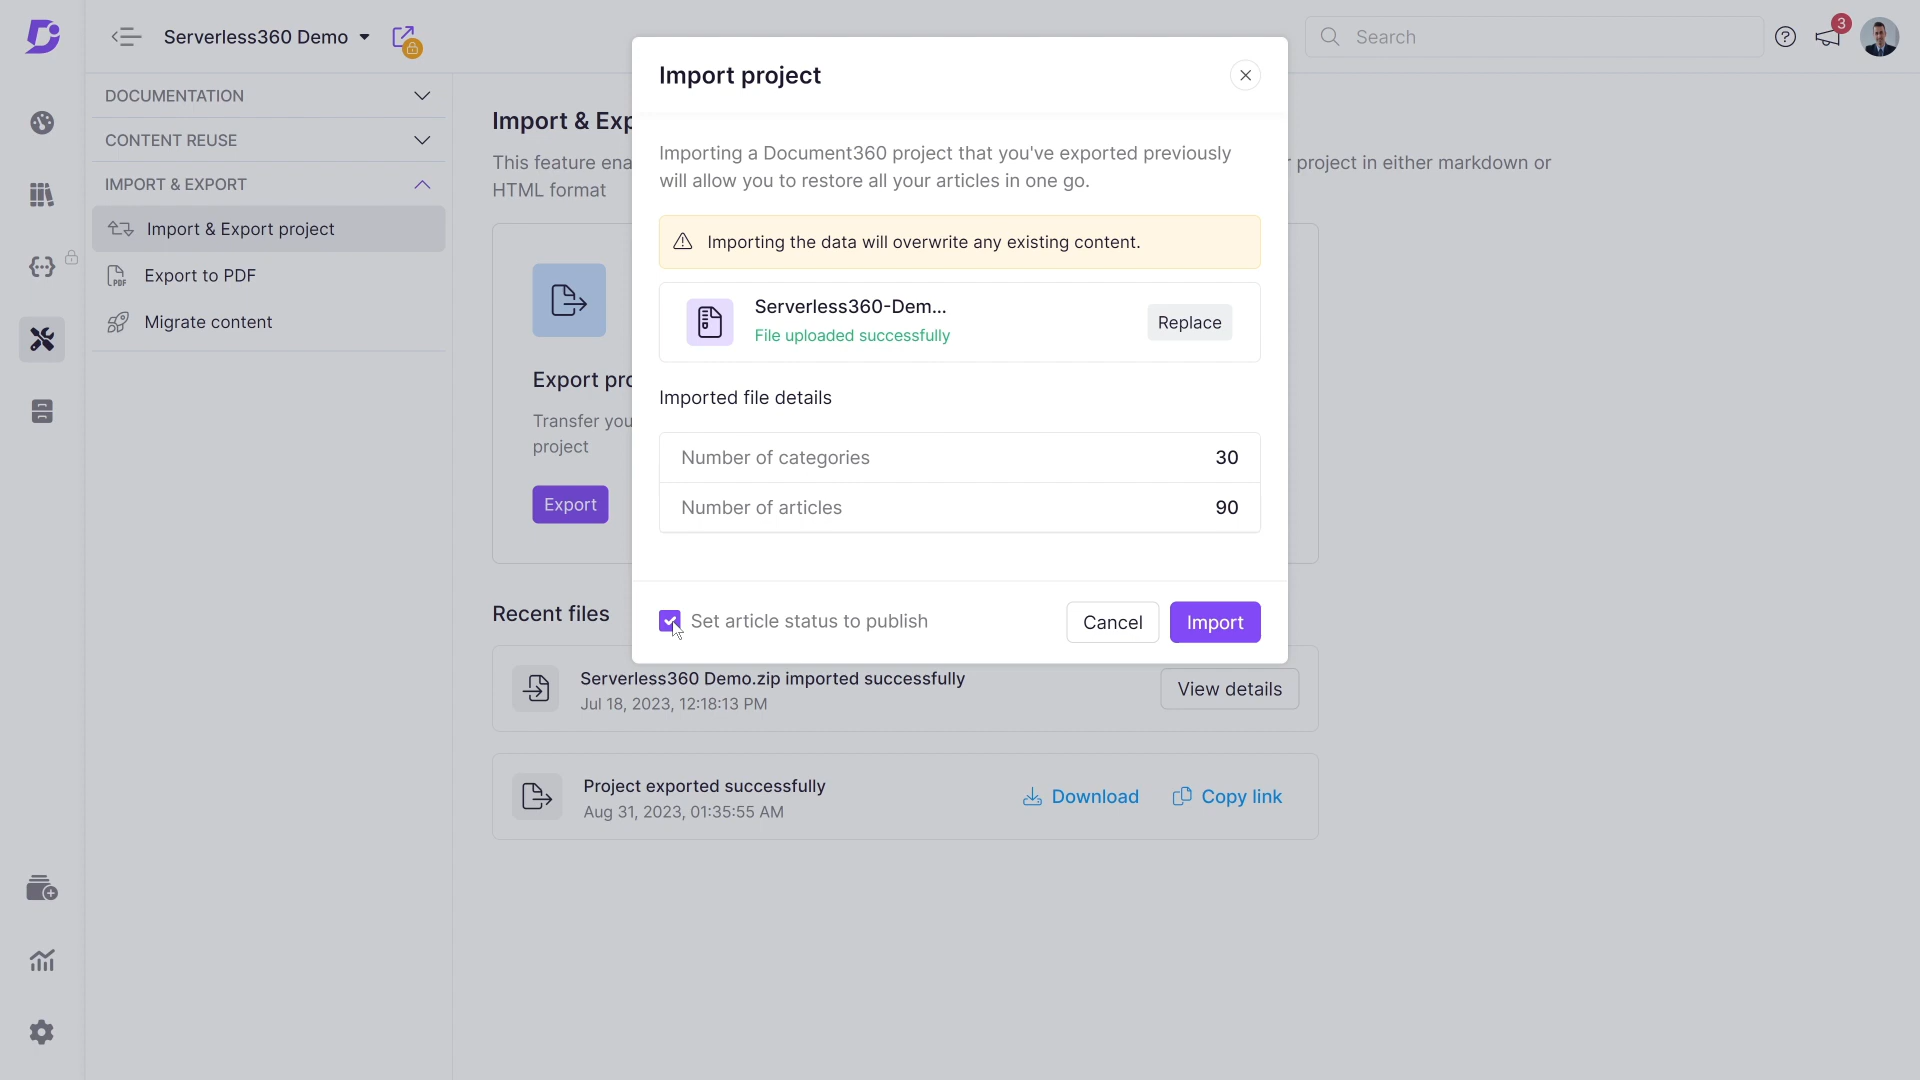 Serverless360 Demo
Search
3
DOCUMENTATION
CONTENT REUSE
IMPORT & EXPORT
Import & Export project
Export to PDF
PDF
Migrate content
Import & Exp
This feature ena
r project in either markdown or
HTML format
Export pro
Transfer you
project
Export
Import project
Importing a Document360 project that you've exported previously
will allow you to restore all your articles in one go.
Importing the data will overwrite any existing content.
Serverless360-Dem...
File uploaded successfully
Replace
Imported file details
Number of categories 30
Number of articles 90
Set article status to publish
Cancel
Import
Recent files
Serverless360 Demo.zip imported successfully
Jul 18, 2023, 12:18:13 PM
View details
Project exported successfully
Aug 31, 2023, 01:35:55 AM
Download
Copy link